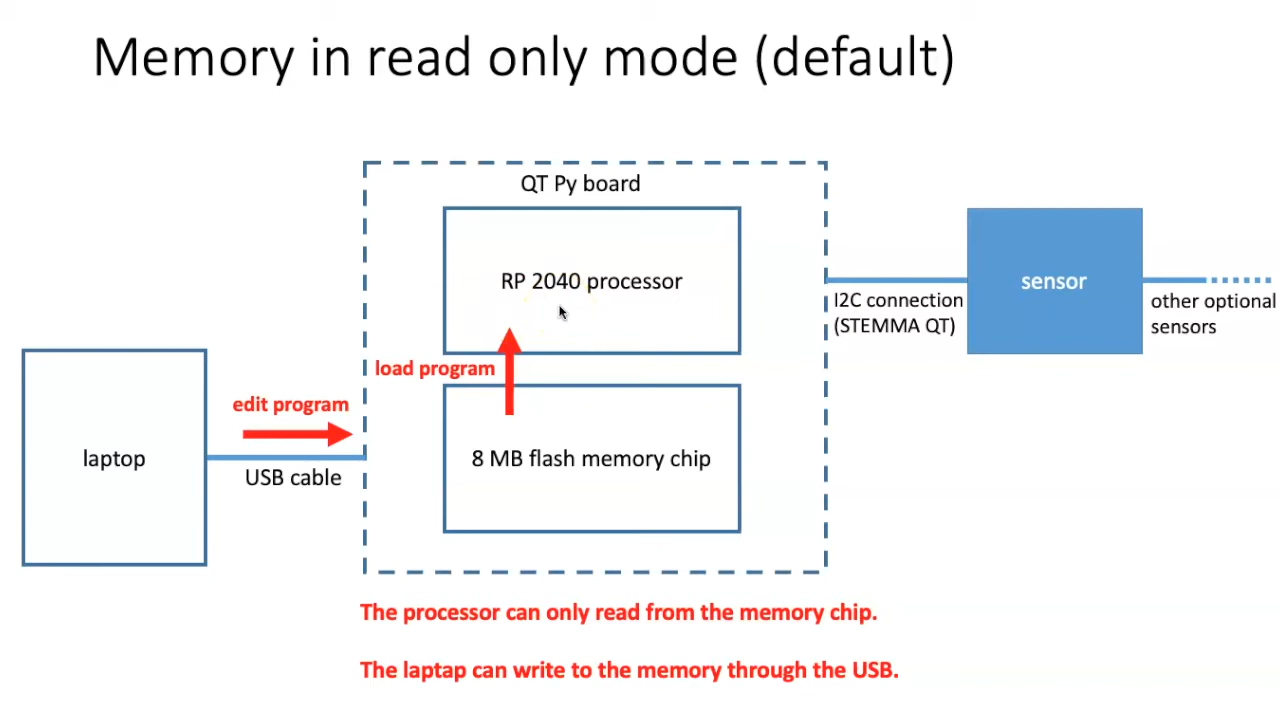 Memory in read only mode (default)
QT Py board
RP 2040 processor
sensor
I2C connection
(STEMMA QT)
other optional
sensors
load program
edit program
laptop
USB cable
8 MB flash memory chip
The processor can only read from the memory chip.
The laptap can write to the memory through the USB.